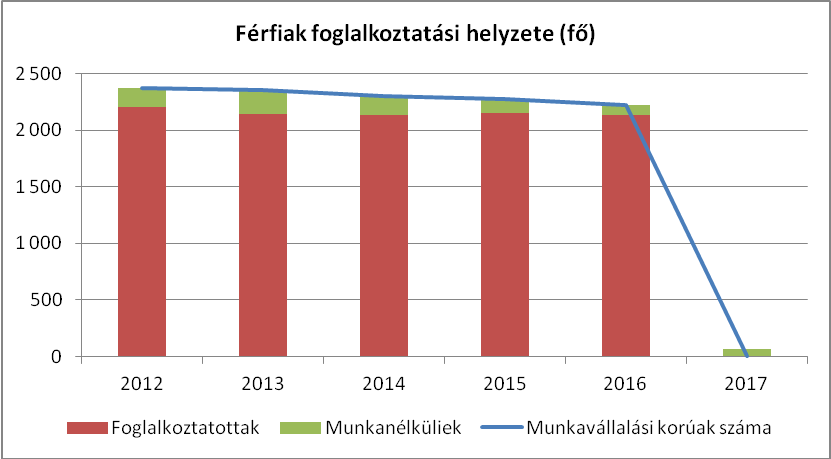 Férfiak foglalkoztatási helyzete (fő)
2 500
2 000
1 500
1 000
500
0
2012 2013 2014 2015 2016 2017
Foglalkoztatottak Munkanélküliek Munkavállalási korúak száma